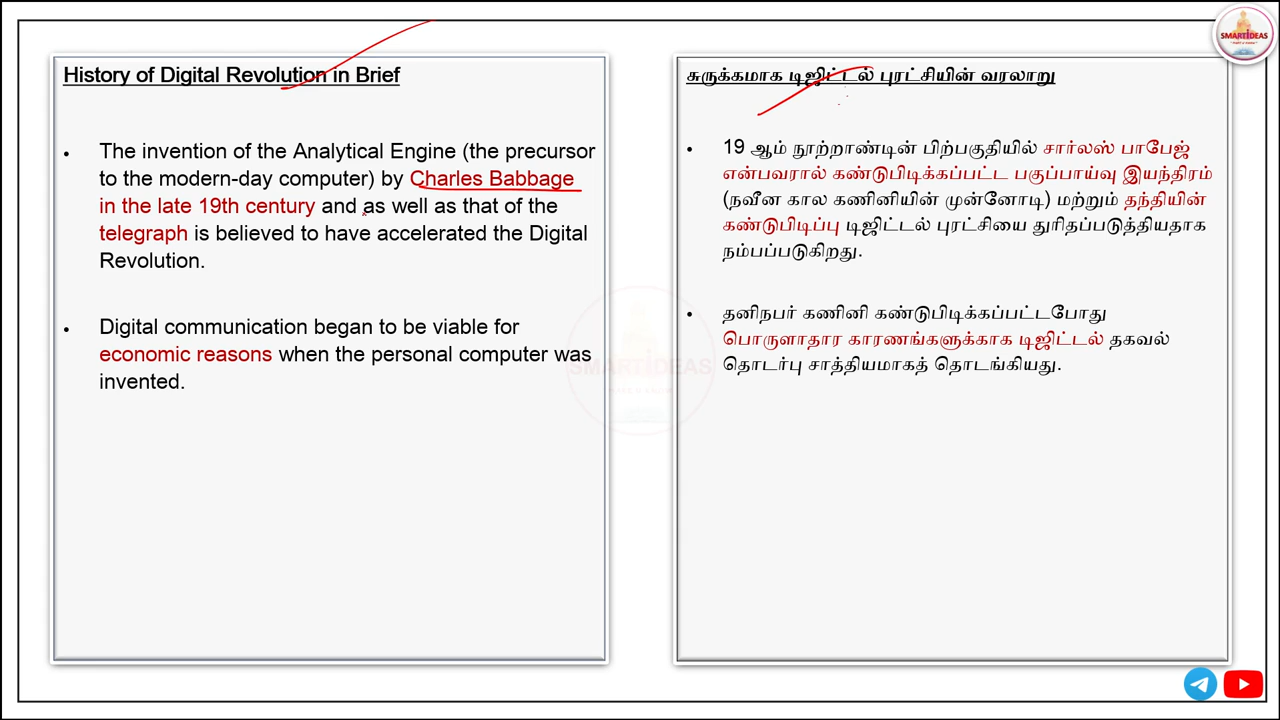 SMARTIDEAS
History of Digital Revolution in Brief
• The invention of the Analytical Engine (the precursor
to the modern-day computer) by Charles Babbage
in the late 19th century and as well as that of the
telegraph is believed to have accelerated the Digital
Revolution.
• Digital communication began to be viable for
economic reasons when the personal computer was
invented.
சுருக்கமாக டிஜிட்டல் புரட்சியின் வரலாறு
• 19 ஆம் நூற்றாண்டின் பிற்பகுதியில் சார்லஸ் பாபேஜ்
என்பவரால் கண்டுபிடிக்கப்பட்ட பகுப்பாய்வு இயந்திரம்
(நவீன கால கணினியின் முன்னோடி) மற்றும் தந்தியின்
கண்டுபிடிப்பு டிஜிட்டல் புரட்சியை துரிதப்படுத்தியதாக
நம்பப்படுகிறது.
• தனிநபர் கணினி கண்டுபிடிக்கப்பட்டபோது
பொருளாதார காரணங்களுக்காக டிஜிட்டல் தகவல்
தொடர்பு சாத்தியமாகத் தொடங்கியது.
SMARTIDEAS